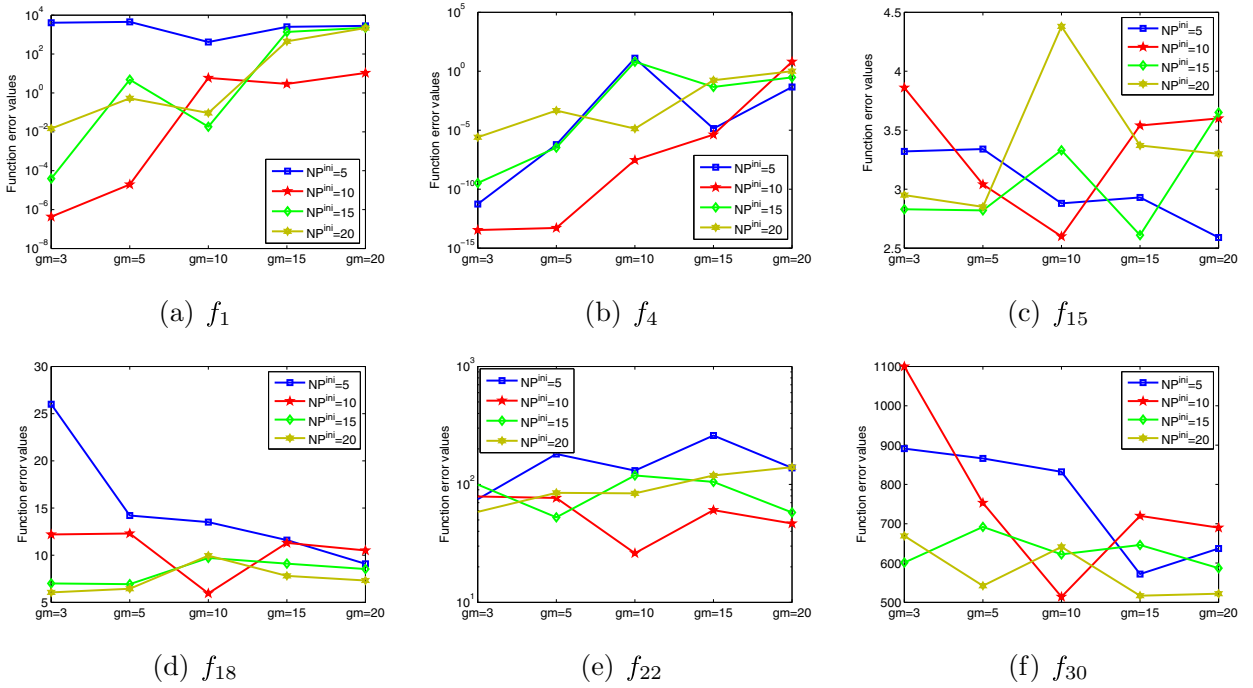 Function error values
10^4
10^2
10^0
10^-2
10^-4
10^-6
10^-8
gm=3 gm=5 gm=10 gm=15 gm=20
NP^ini=5
NP^ini=10
NP^ini=15
NP^ini=20
(a) f_1
Function error values
10^5
10^0
10^-5
10^-10
10^-15
gm=3 gm=5 gm=10 gm=15 gm=20
NP^ini=5
NP^ini=10
NP^ini=15
NP^ini=20
(b) f_4
Function error values
4.5
4
3.5
3
2.5
gm=3 gm=5 gm=10 gm=15 gm=20
NP^ini=5
NP^ini=10
NP^ini=15
NP^ini=20
(c) f_15
Function error values
30
25
20
15
10
5
gm=3 gm=5 gm=10 gm=15 gm=20
NP^ini=5
NP^ini=10
NP^ini=15
NP^ini=20
(d) f_18
Function error values
10^3
10^2
10^1
gm=3 gm=5 gm=10 gm=15 gm=20
NP^ini=5
NP^ini=10
NP^ini=15
NP^ini=20
(e) f_22
Function error values
1100
1000
900
800
700
600
500
gm=3 gm=5 gm=10 gm=15 gm=20
NP^ini=5
NP^ini=10
NP^ini=15
NP^ini=20
(f) f_30